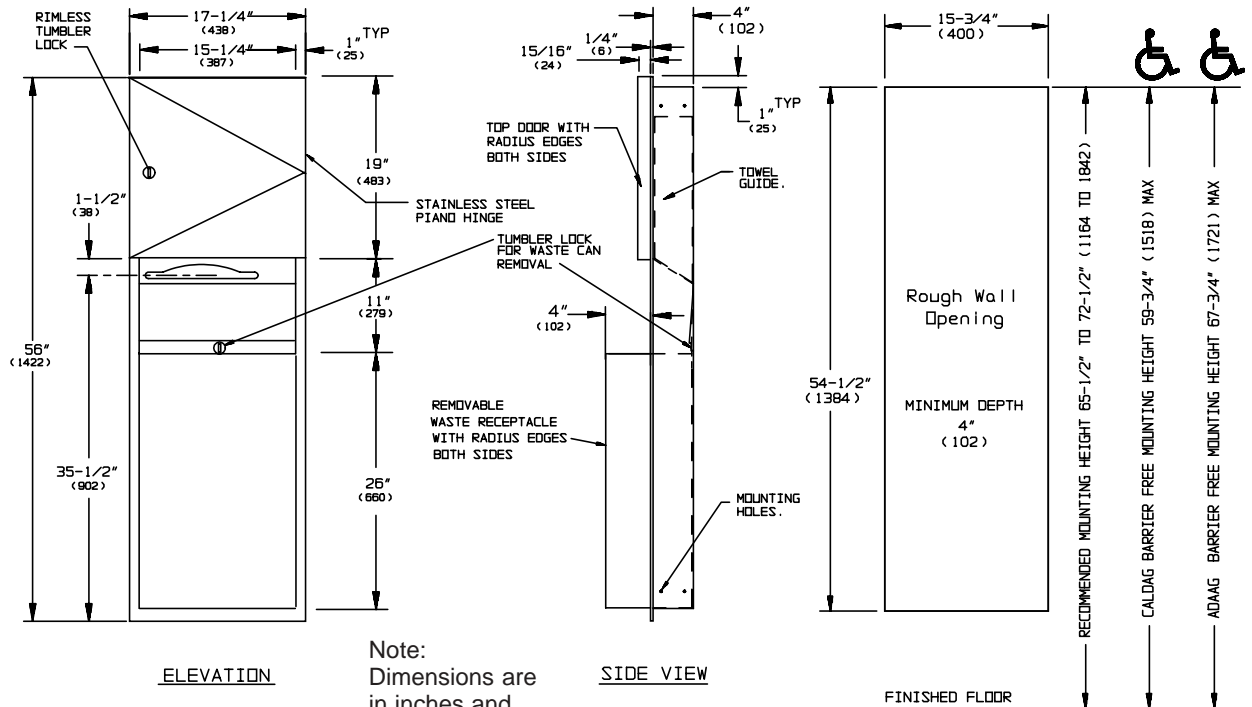 RIMLESS
TUMBLER
LOCK
17-1/4"
(438)
15-1/4"
(387)
1" TYP
(25)
1-1/2"
(38)
19"
(483)
STAINLESS STEEL
PIANO HINGE
TUMBLER LOCK
FOR WASTE CAN
REMOVAL
11"
(279)
56"
(1422)
35-1/2"
(902)
26"
(660)
ELEVATION
Note:
Dimensions are
in inches and
4"
(102)
1/4"
(6)
15/16"
(24)
1" TYP
(25)
TOP DOOR WITH
RADIUS EDGES
BOTH SIDES
TOWEL
GUIDE.
4"
(102)
REMOVABLE
WASTE RECEPTACLE
WITH RADIUS EDGES
BOTH SIDES
MOUNTING
HOLES.
SIDE VIEW
15-3/4"
(400)
Rough Wall
Opening
MINIMUM DEPTH
4"
(102)
54-1/2"
(1384)
FINISHED FLOOR
RECOMMENDED MOUNTING HEIGHT 65-1/2" TO 72-1/2" (1164 TO 1842)
CALDAG BARRIER FREE MOUNTING HEIGHT 59-3/4" (1518) MAX
ADAAG BARRIER FREE MOUNTING HEIGHT 67-3/4" (1721) MAX